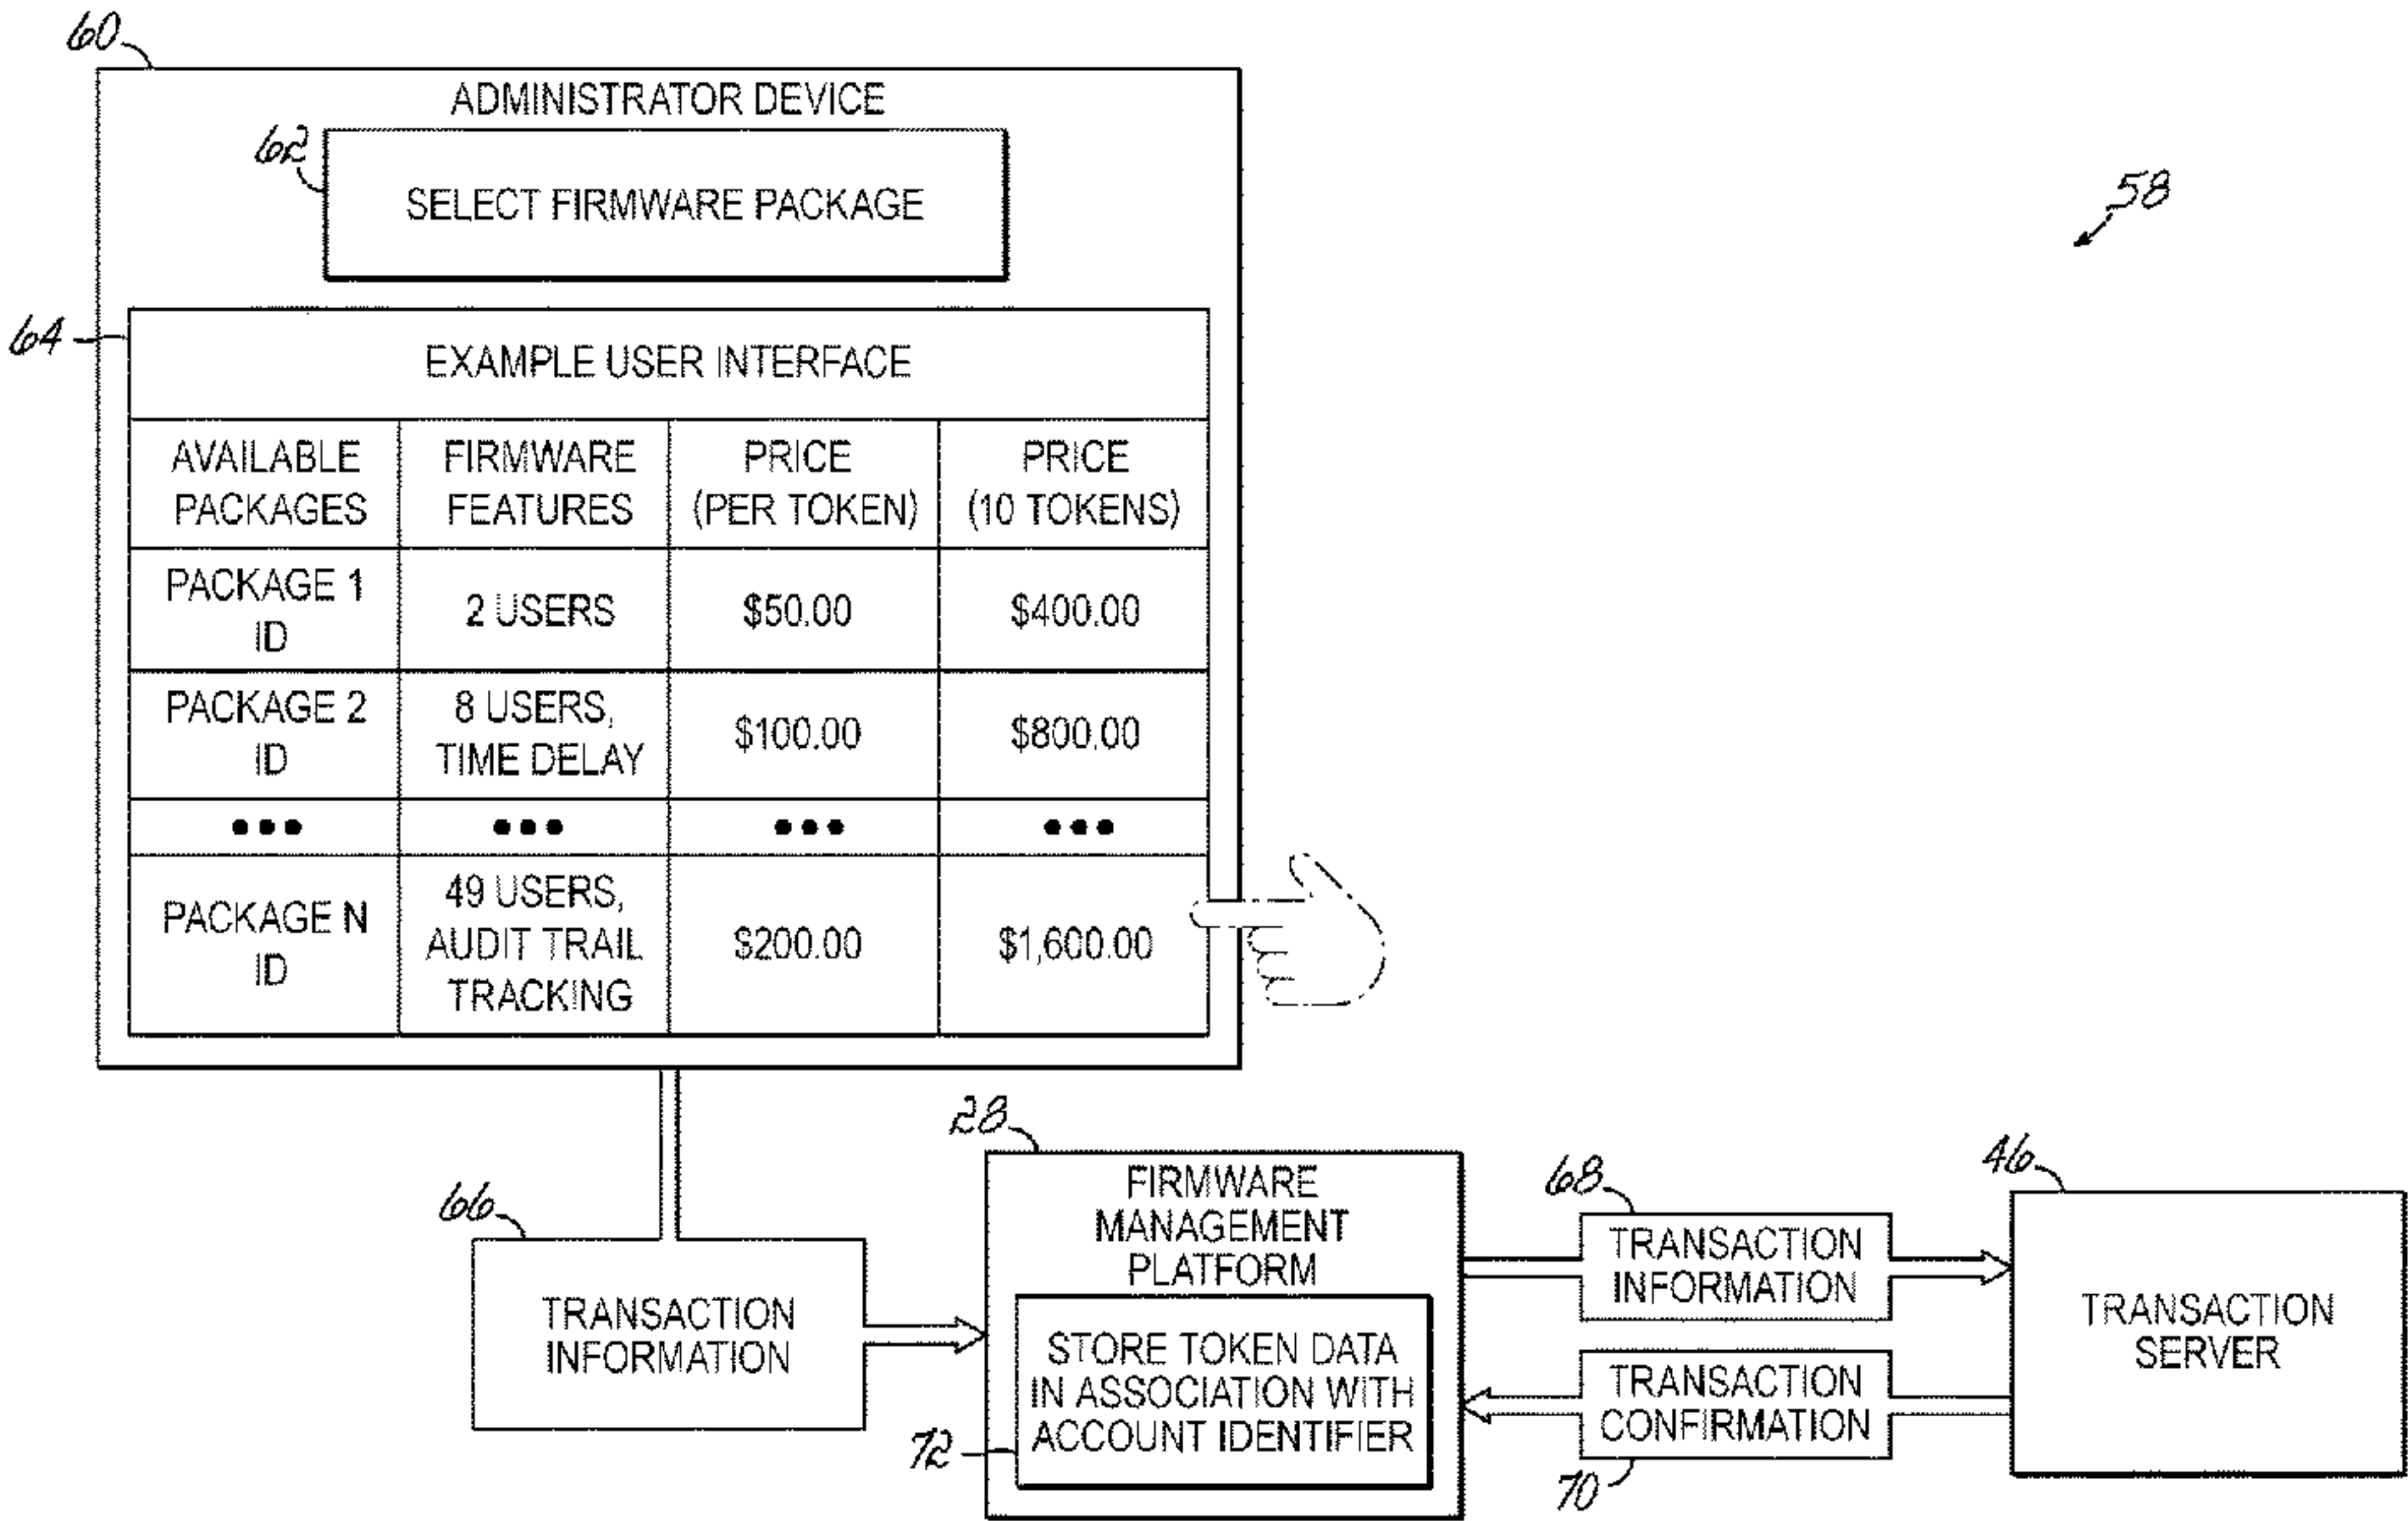 60
ADMINISTRATOR DEVICE
62
SELECT FIRMWARE PACKAGE
58
64
EXAMPLE USER INTERFACE
AVAILABLE
PACKAGES
FIRMWARE
FEATURES
PRICE
(PER TOKEN)
PRICE
(10 TOKENS)
PACKAGE 1
ID
2 USERS
$50.00
$400.00
PACKAGE 2
ID
8 USERS,
TIME DELAY
$100.00
$800.00
•••
•••
•••
•••
PACKAGE N
ID
49 USERS,
AUDIT TRAIL
TRACKING
$200.00
$1,600.00
66
TRANSACTION
INFORMATION
28
FIRMWARE
MANAGEMENT
PLATFORM
72
STORE TOKEN DATA
IN ASSOCIATION WITH
ACCOUNT IDENTIFIER
68
TRANSACTION
INFORMATION
TRANSACTION
CONFIRMATION
70
46
TRANSACTION
SERVER